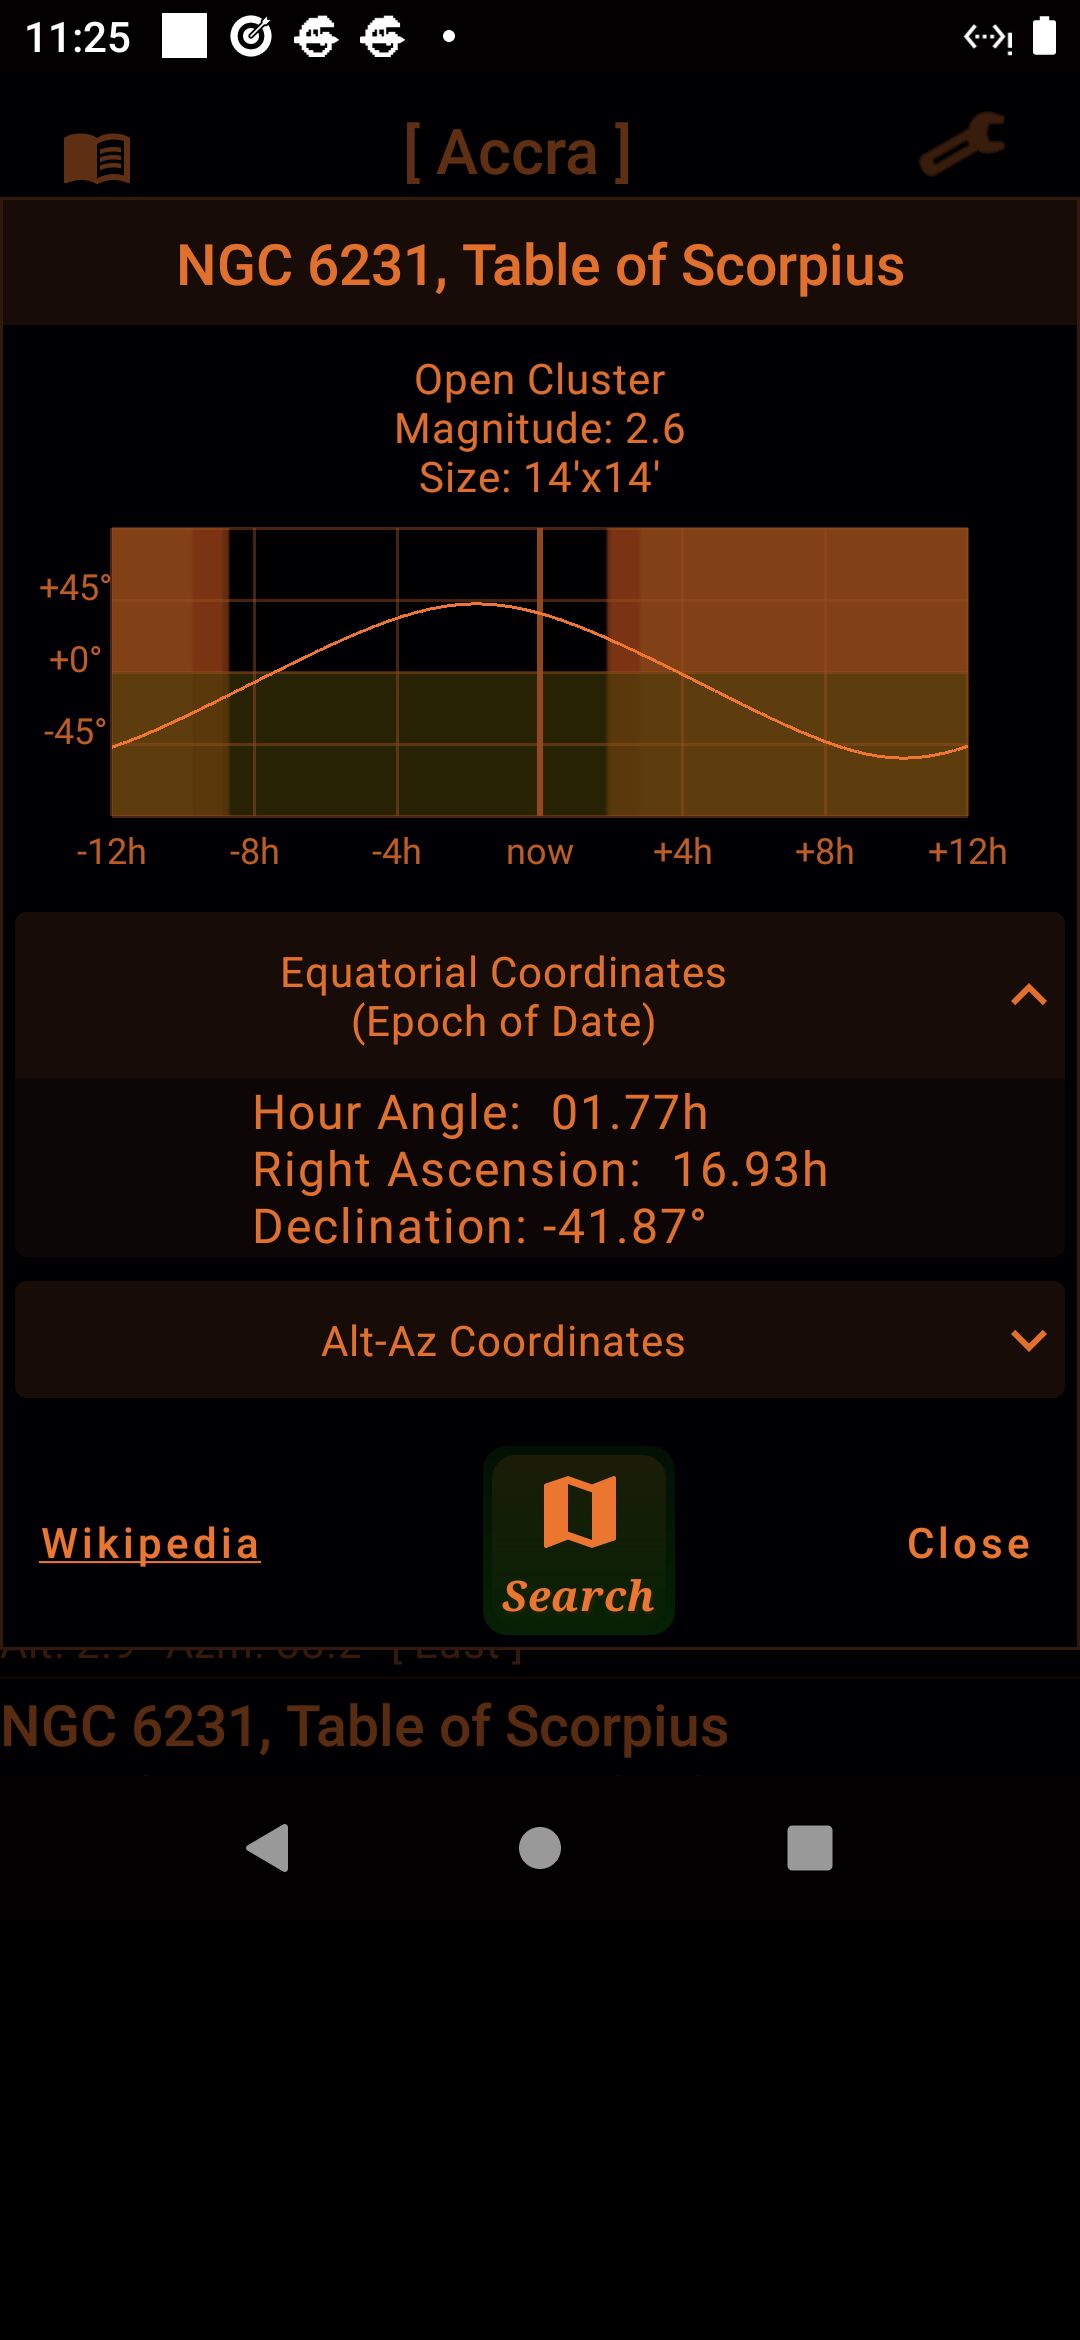 11:25
[ Accra ]
NGC 6231, Table of Scorpius
Open Cluster
Magnitude: 2.6
Size: 14'x14'
+45°
+0°
-45°
-12h -8h -4h now +4h +8h +12h
Equatorial Coordinates
(Epoch of Date)
Hour Angle: 01.77h
Right Ascension: 16.93h
Declination: -41.87°
Alt-Az Coordinates
Wikipedia
Search
Close
NGC 6231, Table of Scorpius